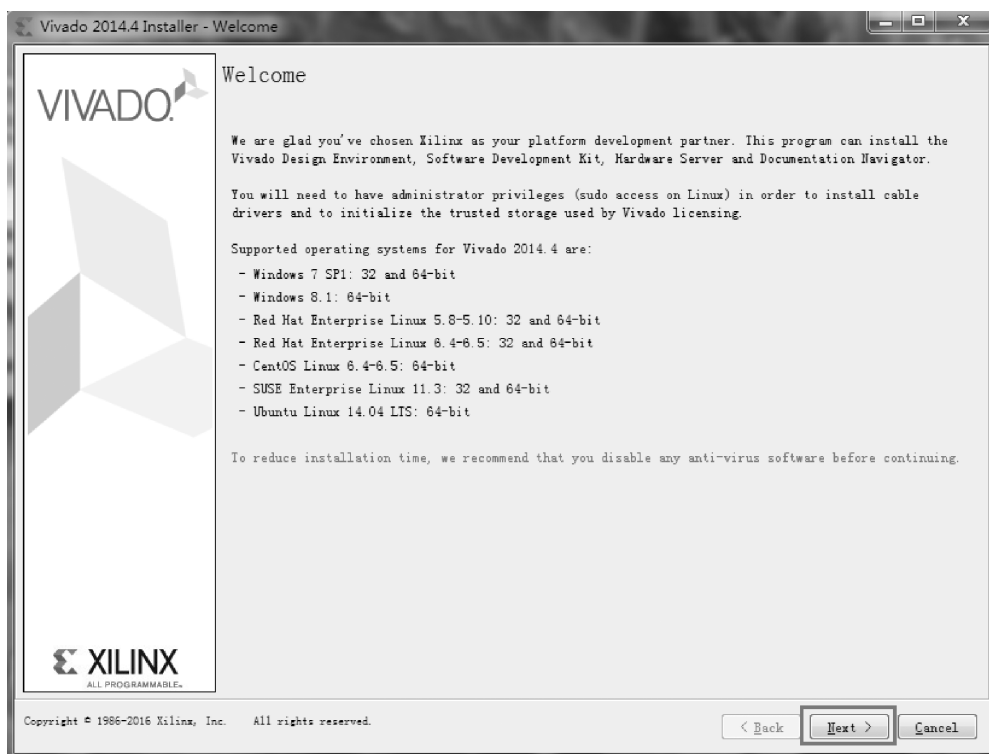 Vivado 2014.4 Installer - Welcome
VIVADO.
Welcome
We are glad you've chosen Xilinx as your platform development partner. This program can install the
Vivado Design Environment, Software Development Kit, Hardware Server and Documentation Navigator.
You will need to have administrator privileges (sudo access on Linux) in order to install cable
drivers and to initialize the trusted storage used by Vivado licensing.
Supported operating systems for Vivado 2014.4 are:
- Windows 7 SP1: 32 and 64-bit
- Windows 8.1: 64-bit
- Red Hat Enterprise Linux 5.8-5.10: 32 and 64-bit
- Red Hat Enterprise Linux 6.4-6.5: 32 and 64-bit
- CentOS Linux 6.4-6.5: 64-bit
- SUSE Enterprise Linux 11.3: 32 and 64-bit
- Ubuntu Linux 14.04 LTS: 64-bit
To reduce installation time, we recommend that you disable any anti-virus software before continuing.
XILINX
ALL PROGRAMMABLE™
Copyright © 1986-2016 Xilinx, Inc. All rights reserved.
< Back Next > Cancel